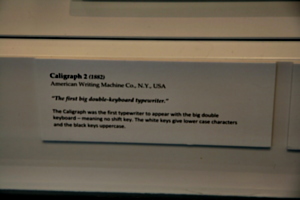 Caligraph 2 (1882)
American Writing Machine Co., N.Y., USA
"The first big double-keyboard typewriter."
The Caligraph was the first typewriter to appear with the big double
keyboard – meaning no shift key. The white keys give lower case characters
and the black keys uppercase.